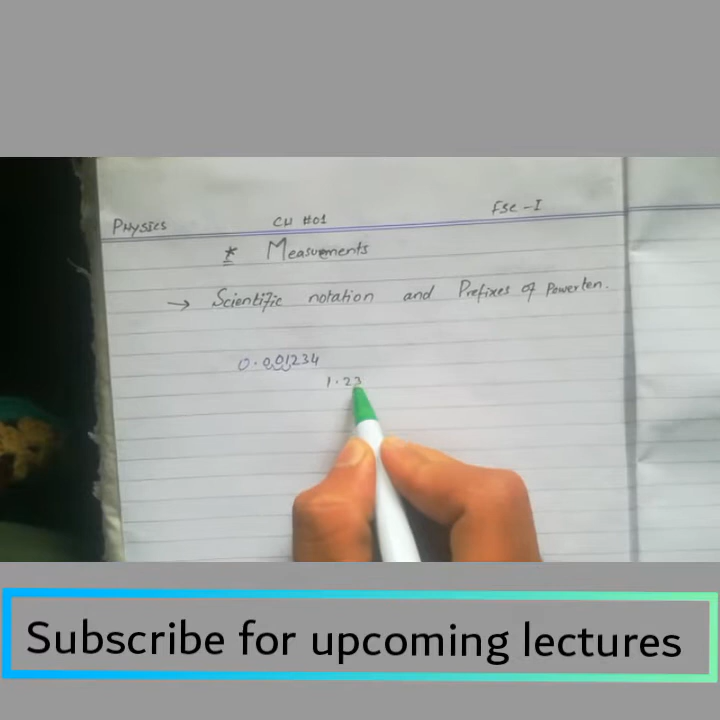 Physics CH #01 FSC-I
* Measurements
→ Scientific notation and Prefixes of Power ten.
0.001234
1.23
Subscribe for upcoming lectures